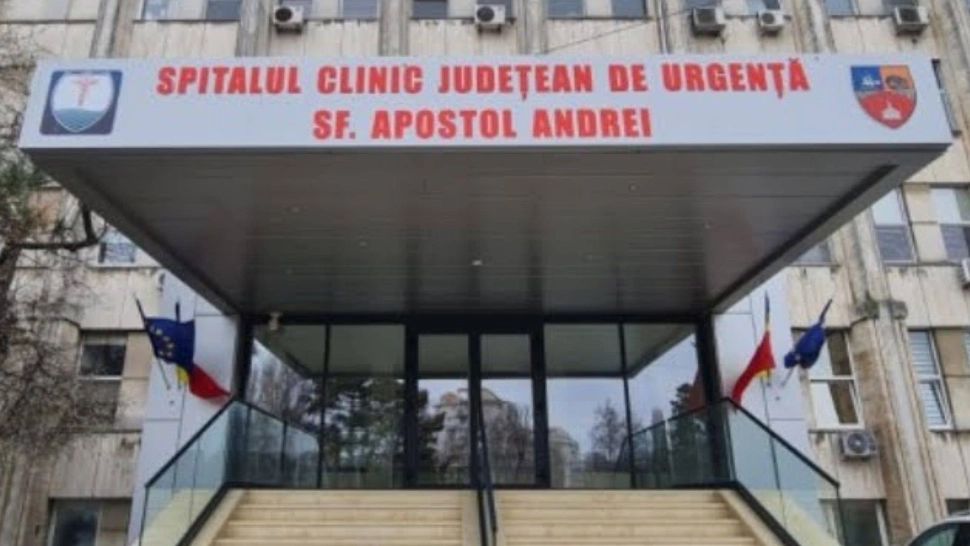 SPITALUL CLINIC JUDEȚEAN DE URGENȚĂ
SF. APOSTOL ANDREI